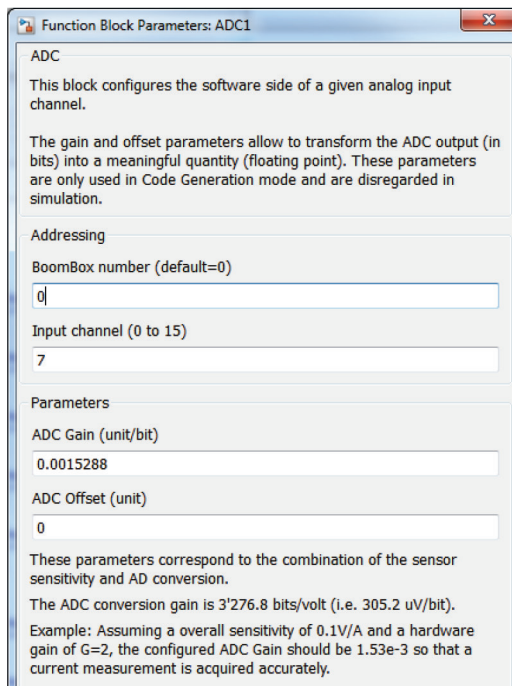 Function Block Parameters: ADC1
ADC
This block configures the software side of a given analog input
channel.
The gain and offset parameters allow to transform the ADC output (in
bits) into a meaningful quantity (floating point). These parameters
are only used in Code Generation mode and are disregarded in
simulation.
Addressing
BoomBox number (default=0)
0
Input channel (0 to 15)
7
Parameters
ADC Gain (unit/bit)
0.0015288
ADC Offset (unit)
0
These parameters correspond to the combination of the sensor
sensitivity and AD conversion.
The ADC conversion gain is 3'276.8 bits/volt (i.e. 305.2 uV/bit).
Example: Assuming a overall sensitivity of 0.1V/A and a hardware
gain of G=2, the configured ADC Gain should be 1.53e-3 so that a
current measurement is acquired accurately.